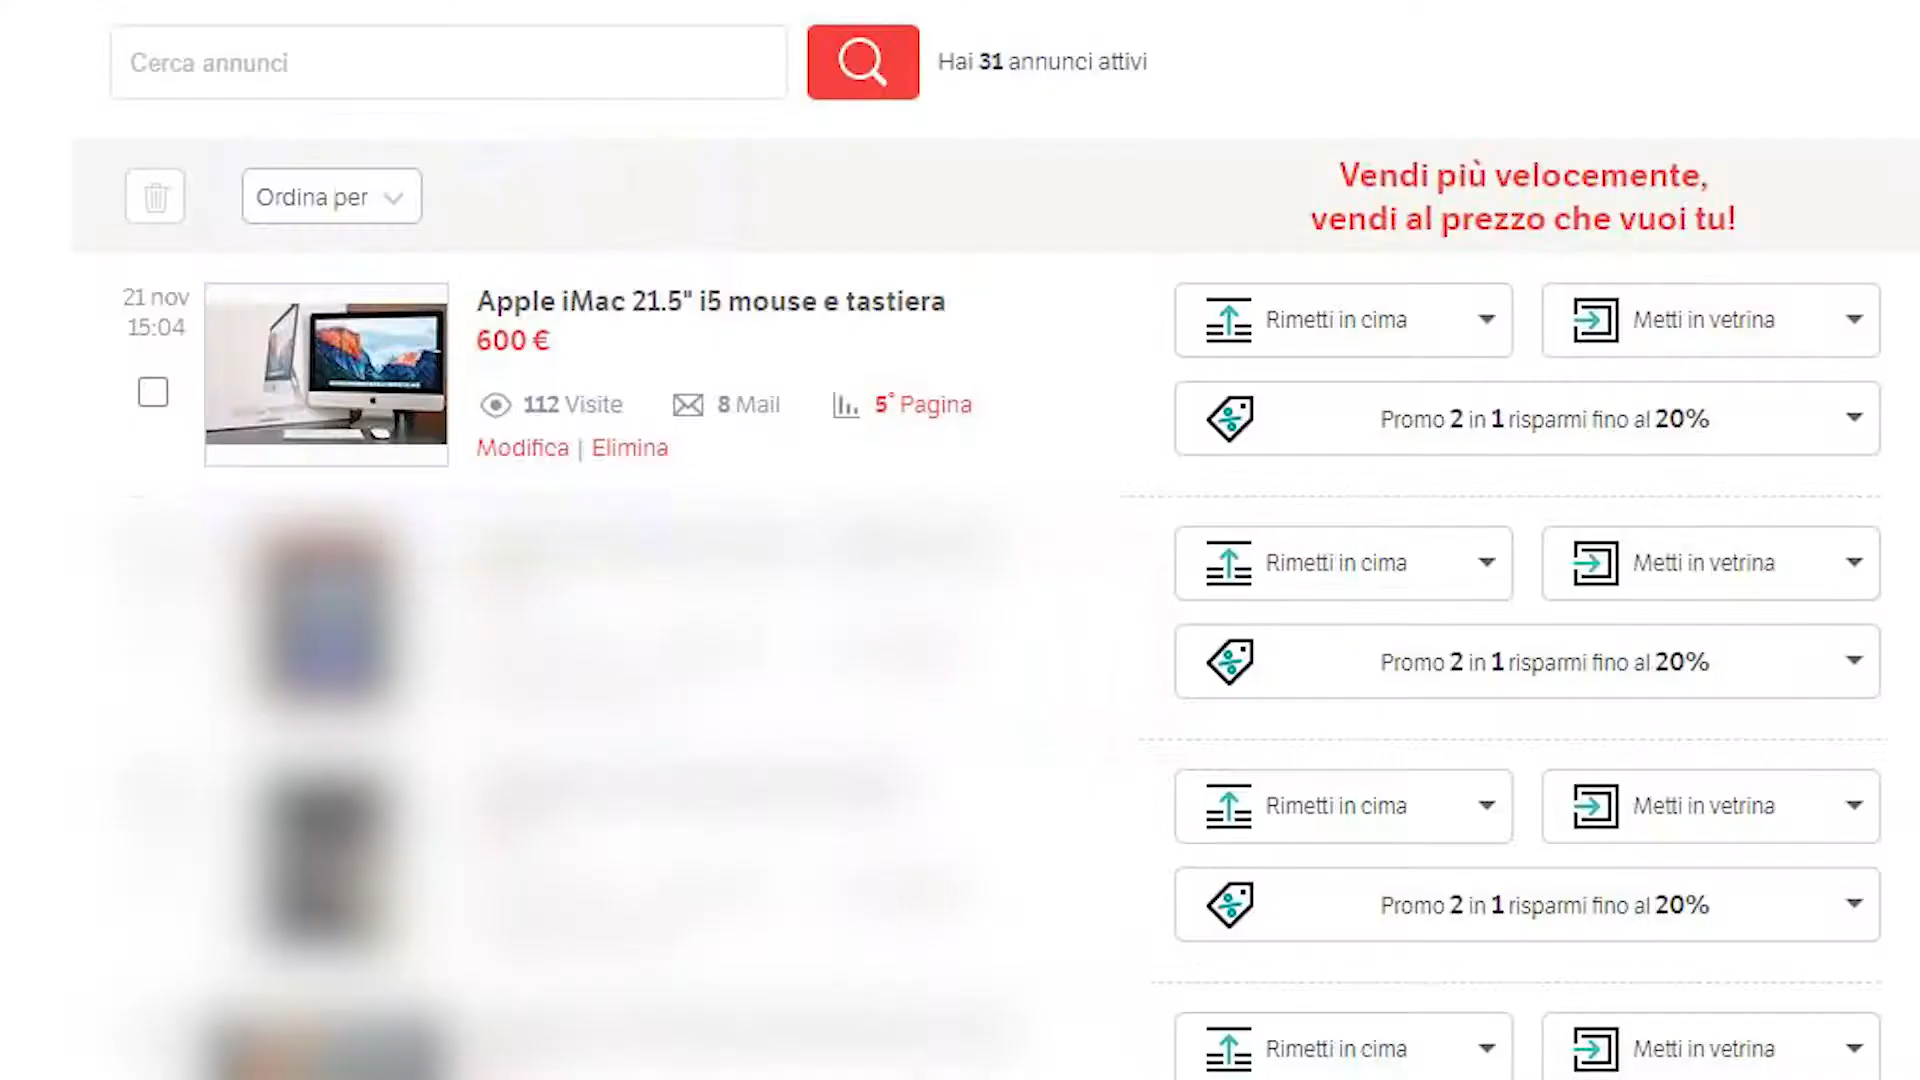 Cerca annunci
Hai 31 annunci attivi
Ordina per
Vendi più velocemente,
vendi al prezzo che vuoi tu!
21 nov
15:04
Apple iMac 21.5" i5 mouse e tastiera
600 €
112 Visite
8 Mail
5° Pagina
Modifica | Elimina
Rimetti in cima
Metti in vetrina
Promo 2 in 1 risparmi fino al 20%
Rimetti in cima
Metti in vetrina
Promo 2 in 1 risparmi fino al 20%
Rimetti in cima
Metti in vetrina
Promo 2 in 1 risparmi fino al 20%
Rimetti in cima
Metti in vetrina